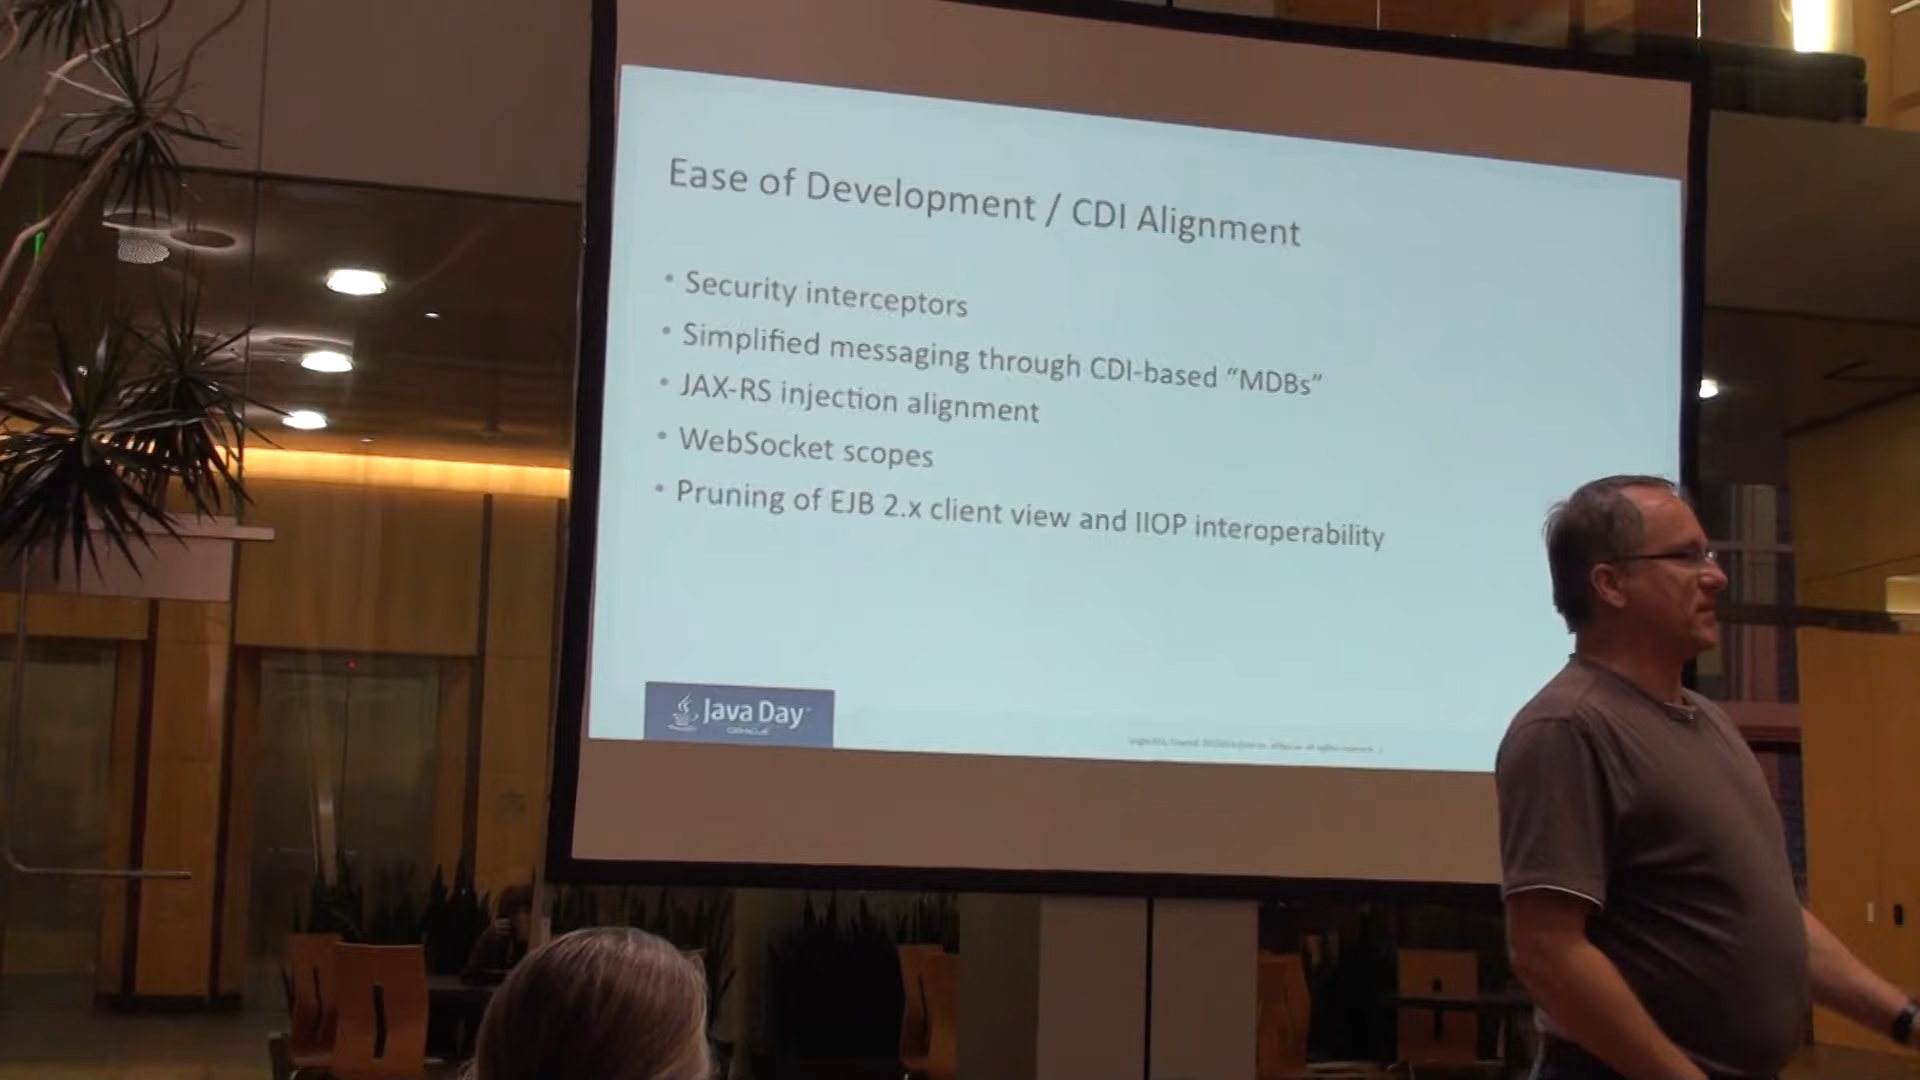 Ease of Development / CDI Alignment
• Security interceptors
• Simplified messaging through CDI-based “MDBs”
• JAX-RS injection alignment
• WebSocket scopes
• Pruning of EJB 2.x client view and IIOP interoperability
Java Day
ORACLE